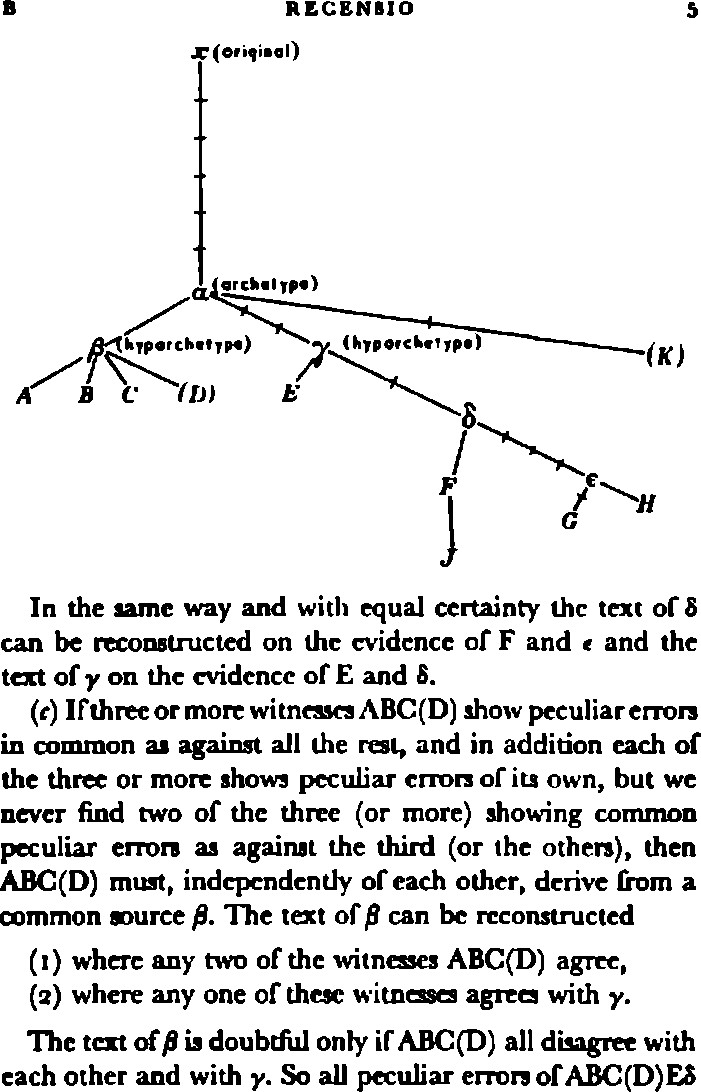 B RECENSIO 5
x (original)
α (archetype)
β (hyparchetype) γ (hyparchetype) (K)
A B C (D) E
δ
F ε H
G
J
In the same way and with equal certainty the text of δ
can be reconstructed on the evidence of F and ε and the
text of γ on the evidence of E and δ.
(c) If three or more witnesses ABC(D) show peculiar errors
in common as against all the rest, and in addition each of
the three or more shows peculiar errors of its own, but we
never find two of the three (or more) showing common
peculiar errors as against the third (or the others), then
ABC(D) must, independently of each other, derive from a
common source β. The text of β can be reconstructed
(1) where any two of the witnesses ABC(D) agree,
(2) where any one of these witnesses agrees with γ.
The text of β is doubtful only if ABC(D) all disagree with
each other and with γ. So all peculiar errors of ABC(D)Eδ